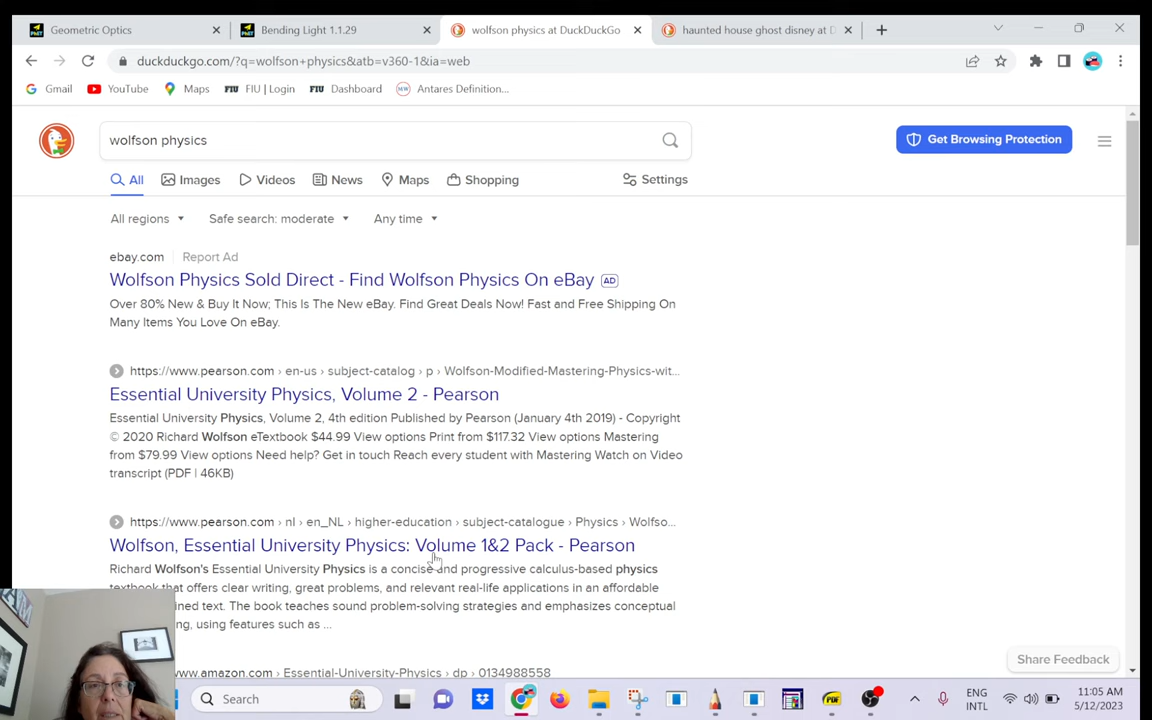 Geometric Optics
Bending Light 1.1.29
wolfson physics at DuckDuckGo
haunted house ghost disney at D
duckduckgo.com/?q=wolfson+physics&atb=v360-1&ia=web
Gmail YouTube Maps FIU FIU | Login FIU Dashboard Antares Definition...
wolfson physics
Get Browsing Protection
All Images Videos News Maps Shopping Settings
All regions Safe search: moderate Any time
ebay.com Report Ad
Wolfson Physics Sold Direct - Find Wolfson Physics On eBay AD
Over 80% New & Buy It Now; This Is The New eBay. Find Great Deals Now! Fast and Free Shipping On
Many Items You Love On eBay.
https://www.pearson.com › en-us › subject-catalog › p › Wolfson-Modified-Mastering-Physics-wit...
Essential University Physics, Volume 2 - Pearson
Essential University Physics, Volume 2, 4th edition Published by Pearson (January 4th 2019) - Copyright
© 2020 Richard Wolfson eTextbook $44.99 View options Print from $117.32 View options Mastering
from $79.99 View options Need help? Get in touch Reach every student with Mastering Watch on Video
transcript (PDF | 46KB)
https://www.pearson.com › nl › en_NL › higher-education › subject-catalogue › Physics › Wolfso...
Wolfson, Essential University Physics: Volume 1&2 Pack - Pearson
Richard Wolfson's Essential University Physics is a concise and progressive calculus-based physics
textbook that offers clear writing, great problems, and relevant real-life applications in an affordable
ined text. The book teaches sound problem-solving strategies and emphasizes conceptual
ng, using features such as ...
www.amazon.com › Essential-University-Physics › dp › 0134988558
Share Feedback
Search
ENG
INTL
11:05 AM
5/12/2023